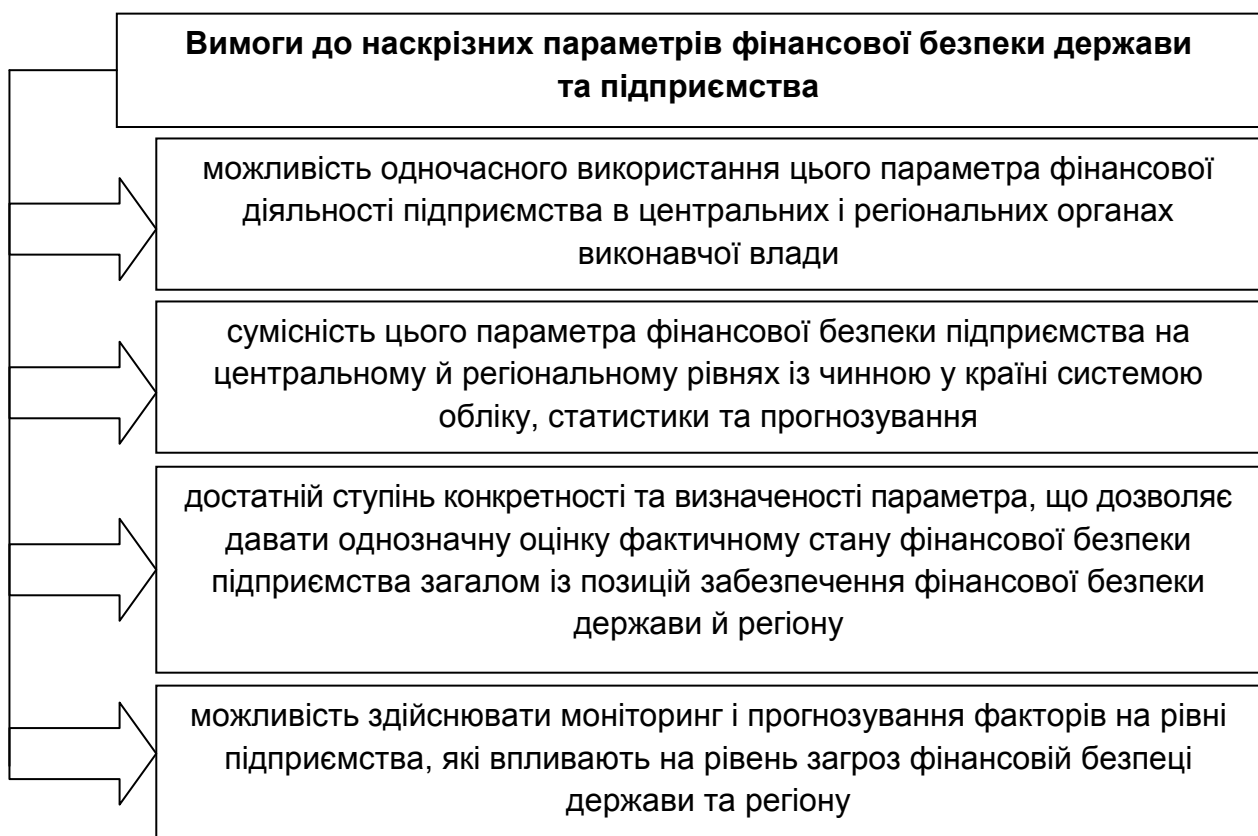 Вимоги до наскрізних параметрів фінансової безпеки держави
та підприємства
можливість одночасного використання цього параметра фінансової
діяльності підприємства в центральних і регіональних органах
виконавчої влади
сумісність цього параметра фінансової безпеки підприємства на
центральному й регіональному рівнях із чинною у країні системою
обліку, статистики та прогнозування
достатній ступінь конкретності та визначеності параметра, що дозволяє
давати однозначну оцінку фактичному стану фінансової безпеки
підприємства загалом із позицій забезпечення фінансової безпеки
держави й регіону
можливість здійснювати моніторинг і прогнозування факторів на рівні
підприємства, які впливають на рівень загроз фінансовій безпеці
держави та регіону